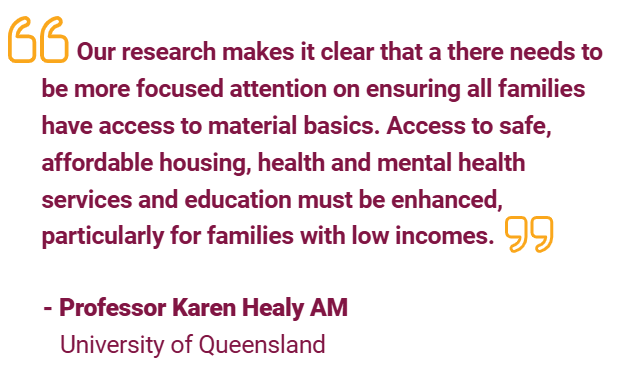 Our research makes it clear that a there needs to
be more focused attention on ensuring all families
have access to material basics. Access to safe,
affordable housing, health and mental health
services and education must be enhanced,
particularly for families with low incomes.
- Professor Karen Healy AM
University of Queensland